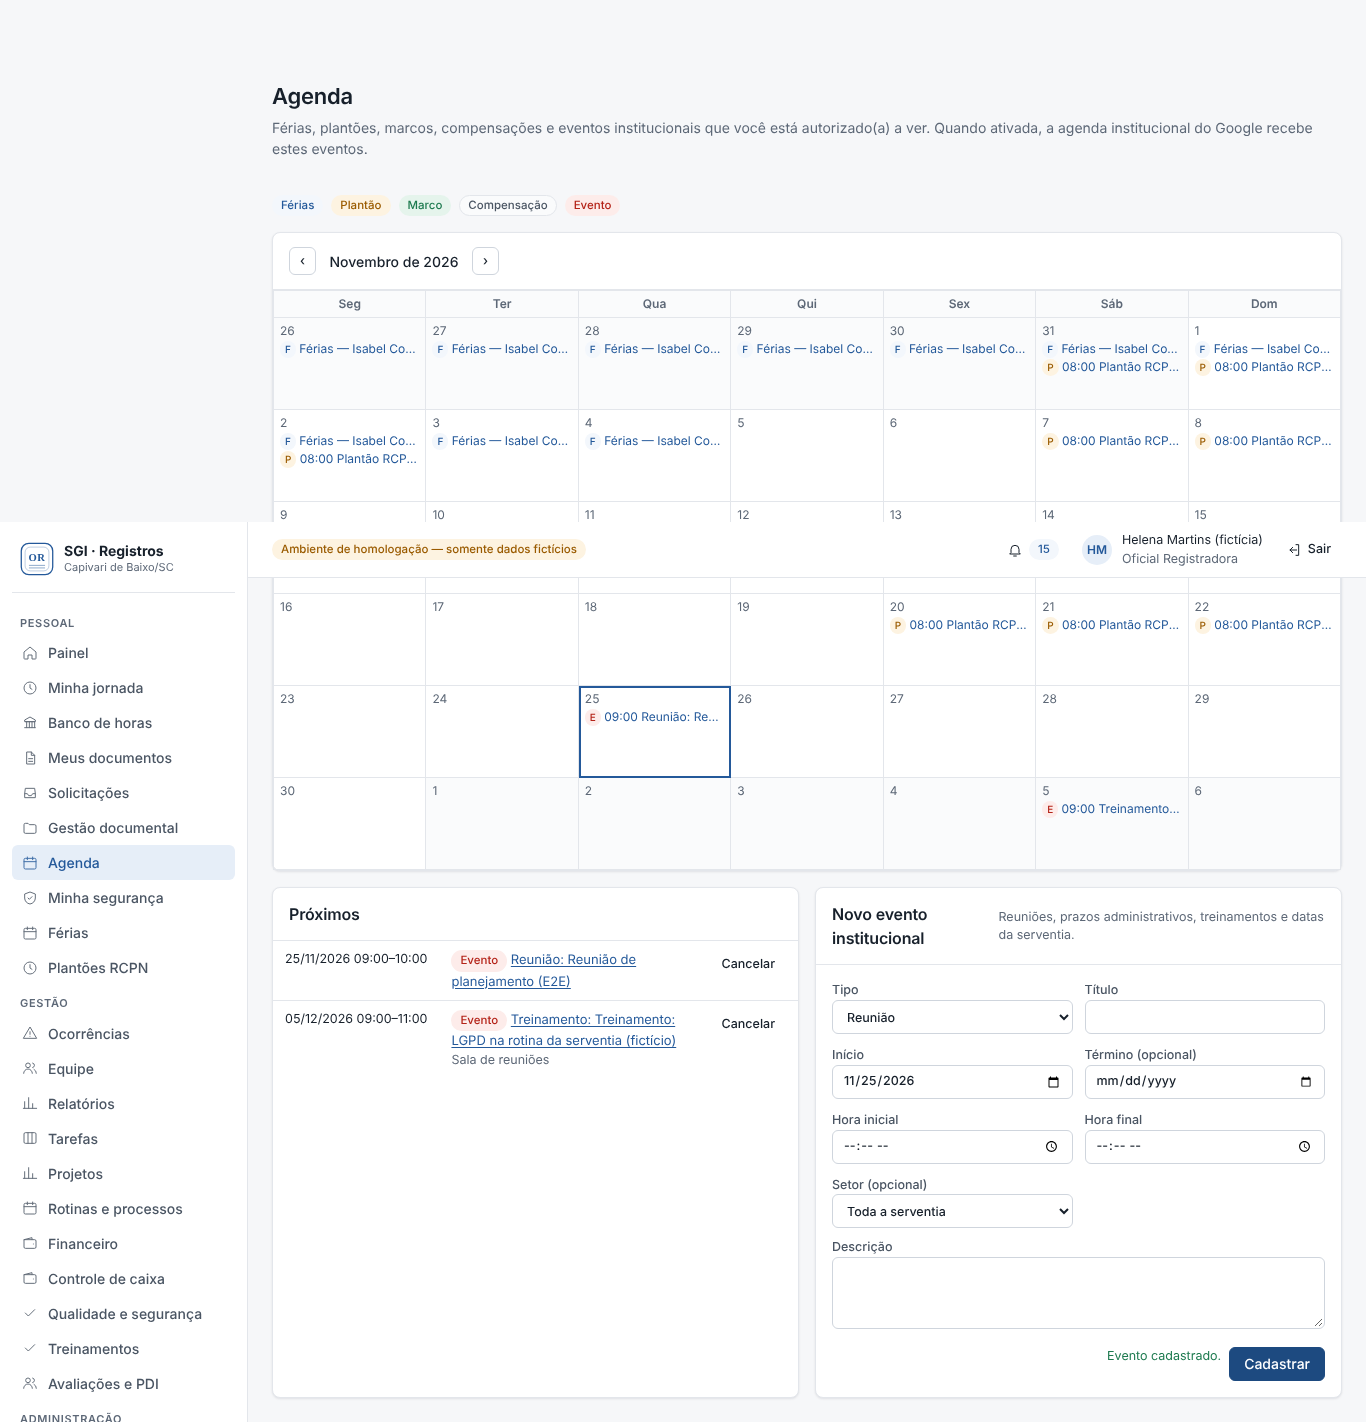 Agenda
Férias, plantões, marcos, compensações e eventos institucionais que você está autorizado(a) a ver. Quando ativada, a agenda institucional do Google recebe
estes eventos.
Férias Plantão Marco Compensação Evento
‹ Novembro de 2026 ›
Seg Ter Qua Qui Sex Sáb Dom
26 27 28 29 30 31 1
F Férias — Isabel Co... F Férias — Isabel Co... F Férias — Isabel Co... F Férias — Isabel Co... F Férias — Isabel Co... F Férias — Isabel Co... F Férias — Isabel Co...
P 08:00 Plantão RCP... P 08:00 Plantão RCP...
2 3 4 5 6 7 8
F Férias — Isabel Co... F Férias — Isabel Co... F Férias — Isabel Co... P 08:00 Plantão RCP... P 08:00 Plantão RCP...
P 08:00 Plantão RCP...
9 10 11 12 13 14 15
OR SGI · Registros
Capivari de Baixo/SC
Ambiente de homologação — somente dados fictícios
15
HM Helena Martins (fictícia)
Oficial Registradora
Sair
16 17 18 19 20 21 22
P 08:00 Plantão RCP... P 08:00 Plantão RCP... P 08:00 Plantão RCP...
23 24 25 26 27 28 29
E 09:00 Reunião: Re...
30 1 2 3 4 5 6
E 09:00 Treinamento...
PESSOAL
Painel
Minha jornada
Banco de horas
Meus documentos
Solicitações
Gestão documental
Agenda
Minha segurança
Férias
Plantões RCPN
GESTÃO
Ocorrências
Equipe
Relatórios
Tarefas
Projetos
Rotinas e processos
Financeiro
Controle de caixa
Qualidade e segurança
Treinamentos
Avaliações e PDI
ADMINISTRAÇÃO
Próximos
25/11/2026 09:00–10:00 Evento Reunião: Reunião de Cancelar
planejamento (E2E)
05/12/2026 09:00–11:00 Evento Treinamento: Treinamento: Cancelar
LGPD na rotina da serventia (fictício)
Sala de reuniões
Novo evento
institucional
Reuniões, prazos administrativos, treinamentos e datas
da serventia.
Tipo Título
Reunião
Início Término (opcional)
11/25/2026 mm/dd/yyyy
Hora inicial Hora final
--:-- -- --:-- --
Setor (opcional)
Toda a serventia
Descrição
Evento cadastrado. Cadastrar